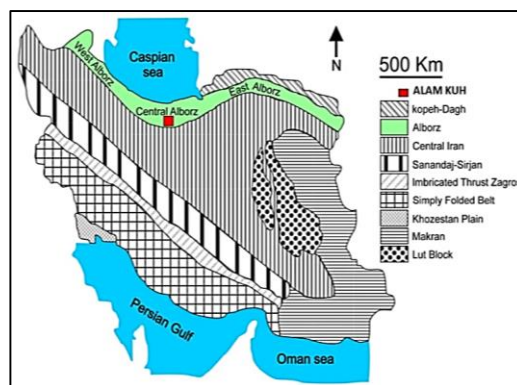 Caspian
sea
West Alborz
Central Alborz
East Alborz
N
500 Km
ALAM KUH
kopeh-Dagh
Alborz
Central Iran
Sanandaj-Sirjan
Imbricated Thrust Zagro
Simply Folded Belt
Khozestan Plain
Makran
Lut Block
Persian Gulf
Oman sea